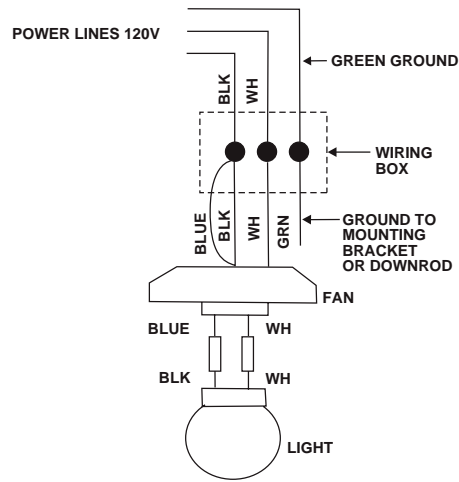 POWER LINES 120V
GREEN GROUND
BLK
WH
WIRING
BOX
BLUE
BLK
WH
GRN
GROUND TO
MOUNTING
BRACKET
OR DOWNROD
FAN
BLUE
WH
BLK
WH
LIGHT